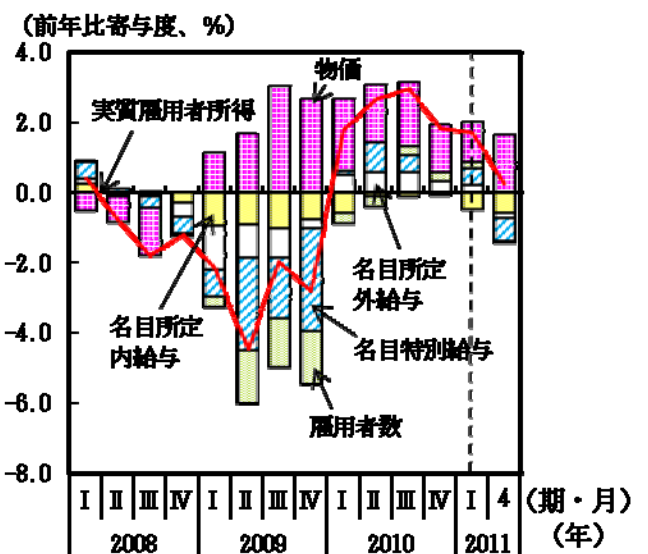 (前年比寄与度、%)
4.0
物価
実質雇用者所得
2.0
0.0
名目所定
外給与
-2.0
名目所定
内給与
名目特別給与
-4.0
雇用者数
-6.0
-8.0
I Ⅱ Ⅲ Ⅳ I Ⅱ Ⅲ Ⅳ I Ⅱ Ⅲ Ⅳ I 4 (期・月)
2008 2009 2010 2011 (年)